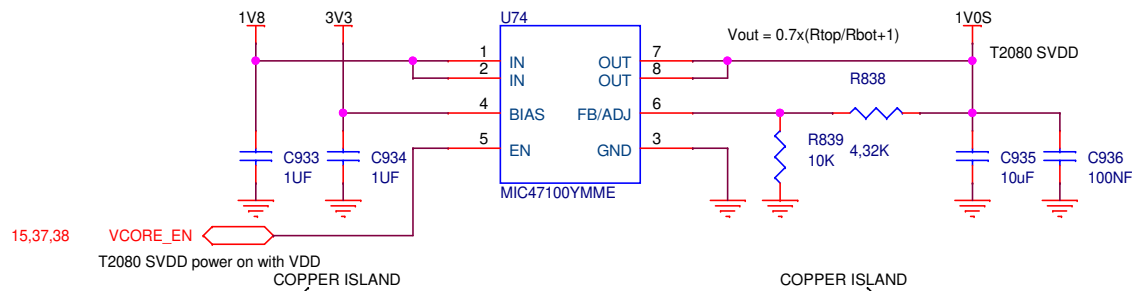 1V8
3V3
U74
1V0S
Vout = 0.7x(Rtop/Rbot+1)
T2080 SVDD
1
IN
2
IN
4
BIAS
5
EN
7
OUT
8
OUT
6
FB/ADJ
3
GND
MIC47100YMME
R838
4,32K
R839
10K
C933
1UF
C934
1UF
C935
10uF
C936
100NF
15,37,38
VCORE_EN
T2080 SVDD power on with VDD
COPPER ISLAND
COPPER ISLAND